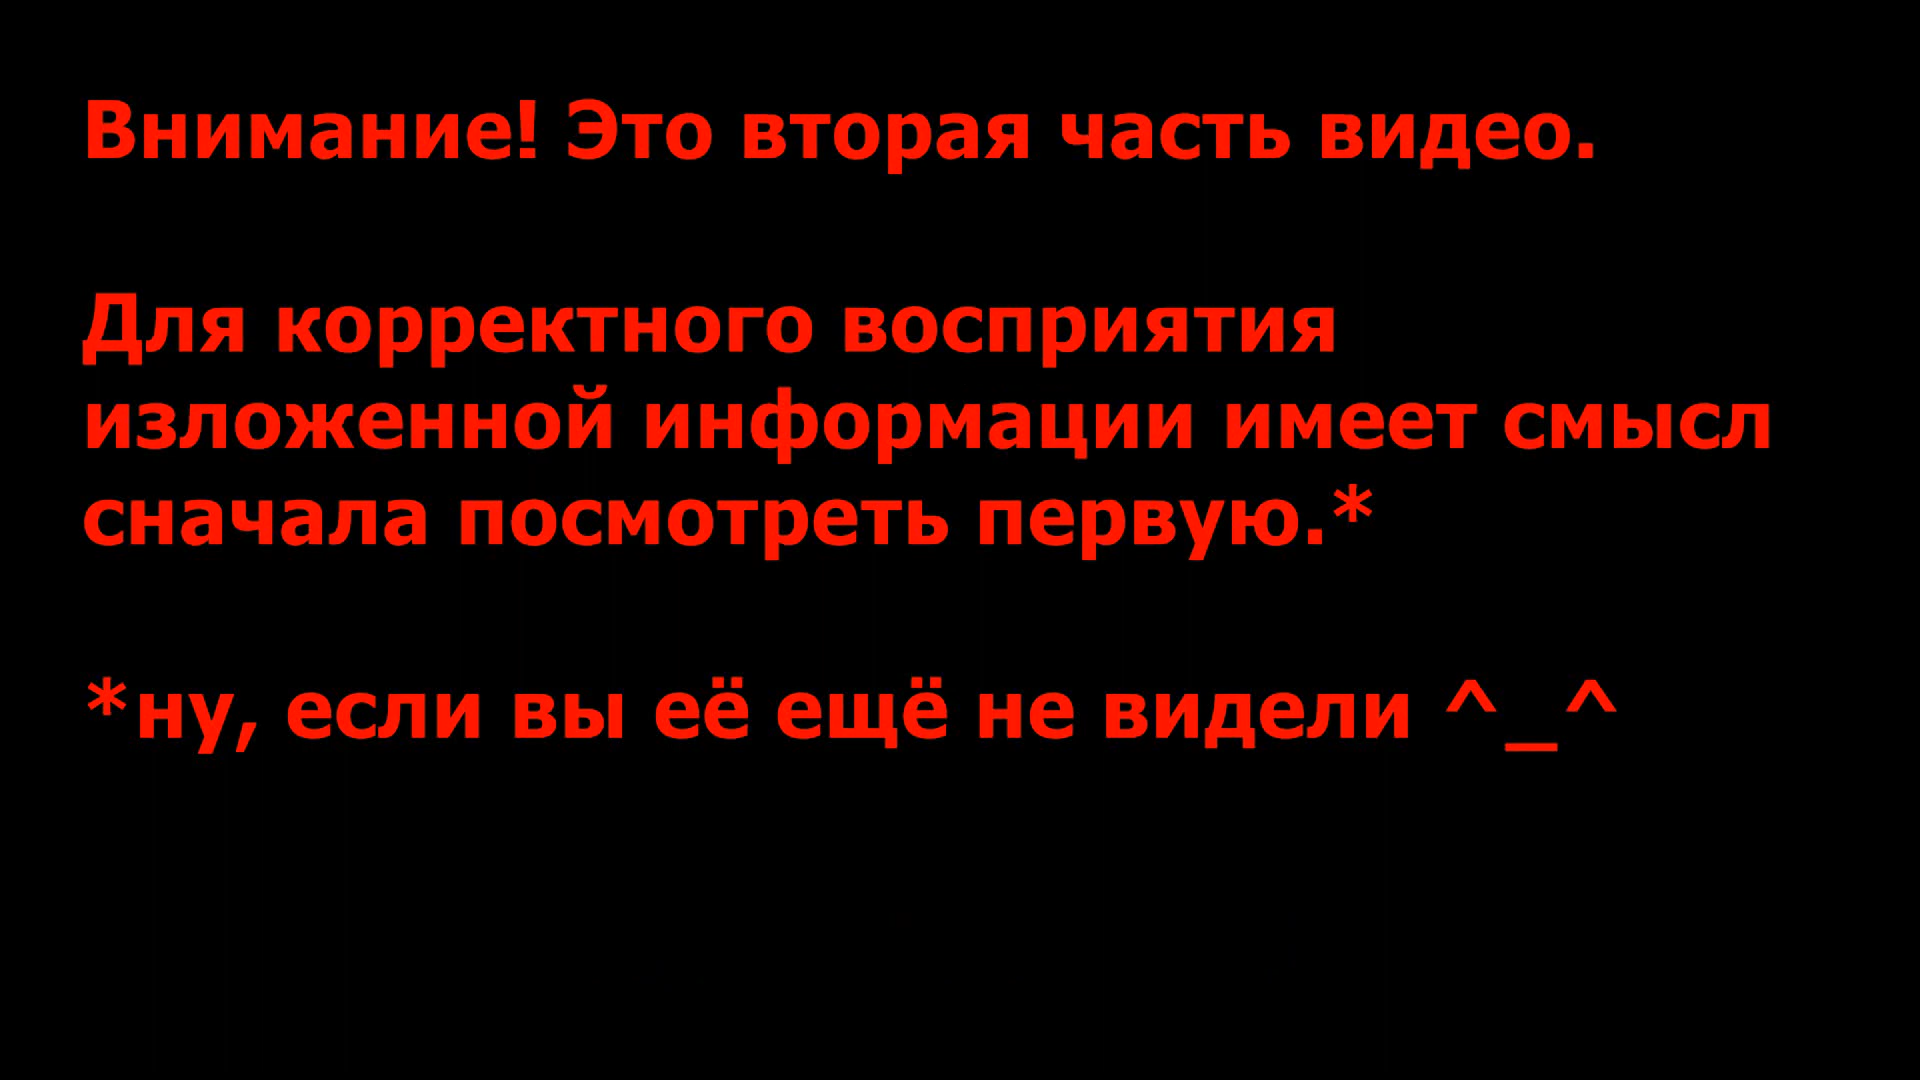 Внимание! Это вторая часть видео.
Для корректного восприятия
изложенной информации имеет смысл
сначала посмотреть первую.*
*ну, если вы её ещё не видели ^_^